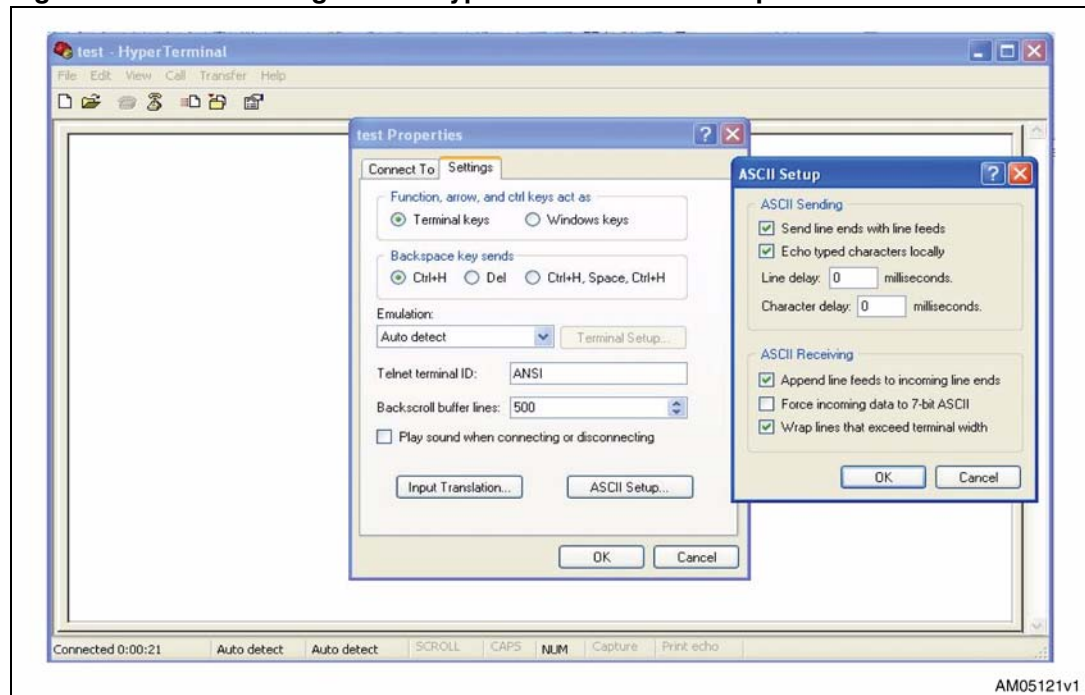 test - HyperTerminal
File Edit View Call Transfer Help
test Properties
Connect To Settings
Function, arrow, and ctrl keys act as
Terminal keys Windows keys
Backspace key sends
Ctrl+H Del Ctrl+H, Space, Ctrl+H
Emulation:
Auto detect Terminal Setup...
Telnet terminal ID: ANSI
Backscroll buffer lines: 500
Play sound when connecting or disconnecting
Input Translation... ASCII Setup...
OK Cancel
ASCII Setup
ASCII Sending
Send line ends with line feeds
Echo typed characters locally
Line delay: 0 milliseconds.
Character delay: 0 milliseconds.
ASCII Receiving
Append line feeds to incoming line ends
Force incoming data to 7-bit ASCII
Wrap lines that exceed terminal width
OK Cancel
Connected 0:00:21 Auto detect Auto detect SCROLL CAPS NUM Capture Print echo
AM05121v1